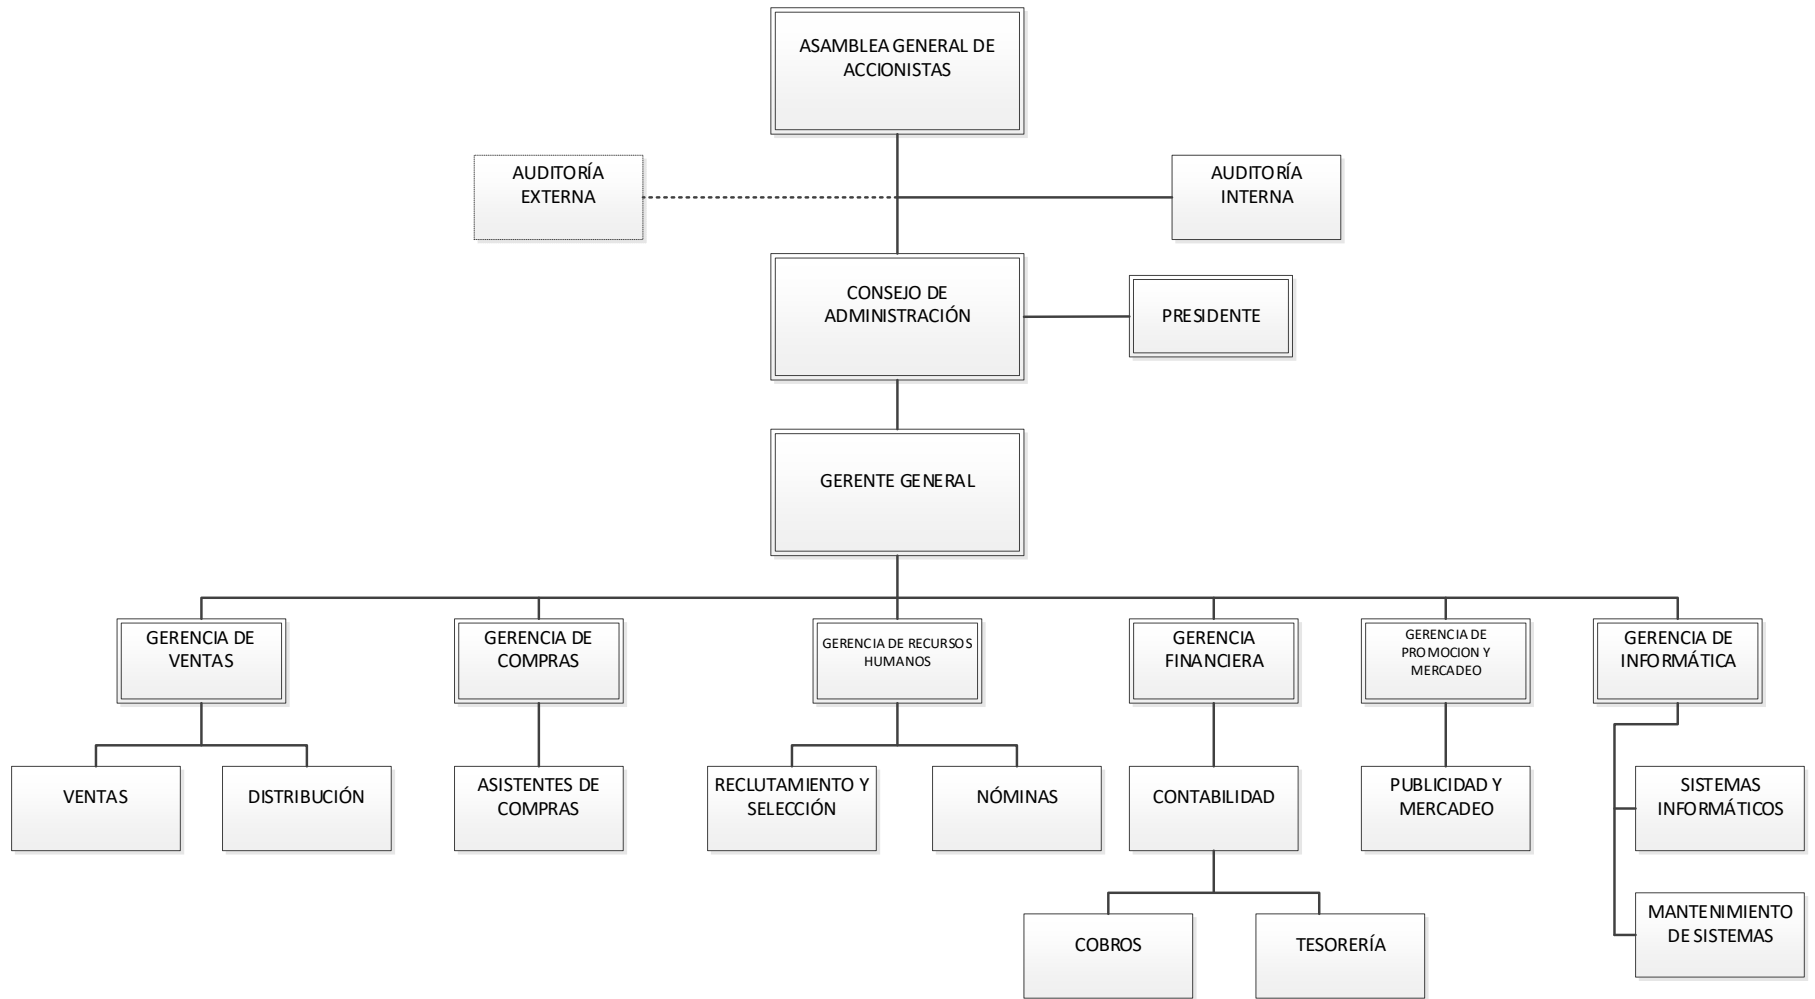 ASAMBLEA GENERAL DE
ACCIONISTAS
AUDITORÍA
EXTERNA
AUDITORÍA
INTERNA
CONSEJO DE
ADMINISTRACIÓN
PRESIDENTE
GERENTE GENERAL
GERENCIA DE
VENTAS
GERENCIA DE
COMPRAS
GERENCIA DE RECURSOS
HUMANOS
GERENCIA
FINANCIERA
GERENCIA DE
PROMOCION Y
MERCADEO
GERENCIA DE
INFORMÁTICA
VENTAS
DISTRIBUCIÓN
ASISTENTES DE
COMPRAS
RECLUTAMIENTO Y
SELECCIÓN
NÓMINAS
CONTABILIDAD
PUBLICIDAD Y
MERCADEO
SISTEMAS
INFORMÁTICOS
COBROS
TESORERÍA
MANTENIMIENTO
DE SISTEMAS